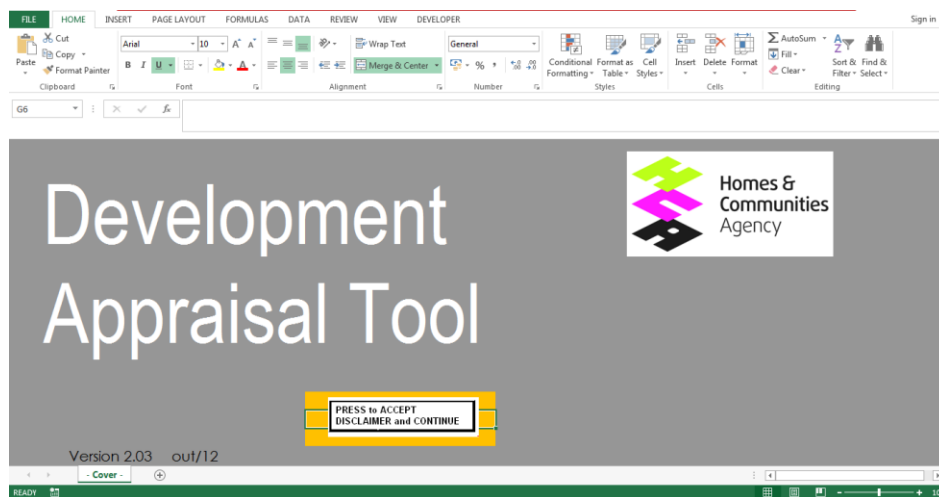 FILE HOME INSERT PAGE LAYOUT FORMULAS DATA REVIEW VIEW DEVELOPER Sign in
Cut
Copy
Format Painter
Paste
Arial 10 A A
B I U A
Wrap Text
Merge & Center
General
% ,
Conditional Formatting
Format as Table
Cell Styles
Insert Delete Format
AutoSum
Fill
Clear
Sort & Filter
Find & Select
Clipboard Font Alignment Number Styles Cells Editing
G6 fx
Development
Appraisal Tool
Homes &
Communities
Agency
PRESS to ACCEPT
DISCLAIMER and CONTINUE
Version 2.03 out/12
- Cover -
READY